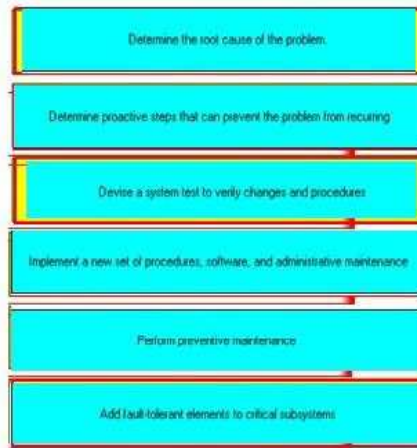 Determine the root cause of the problem.
Determine proactive steps that can prevent the problem from recuring
Devise a system test to verify changes and procedures
Implement a new set of procedures, software, and administrative maintenance
Perform preventive maintenance
Add fault-tolerant elements to critical subsystems